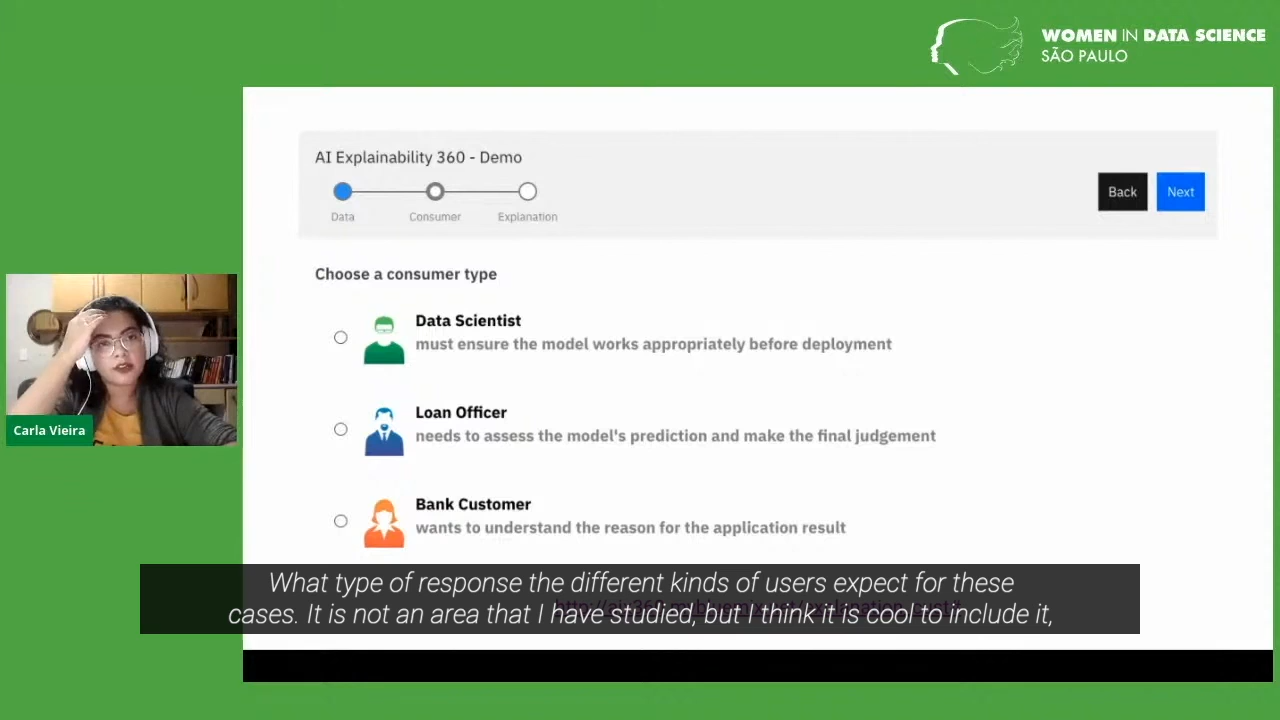 WOMEN IN DATA SCIENCE
SÃO PAULO
AI Explainability 360 - Demo
Data
Consumer
Explanation
Back
Next
Choose a consumer type
Data Scientist
must ensure the model works appropriately before deployment
Loan Officer
needs to assess the model's prediction and make the final judgement
Bank Customer
wants to understand the reason for the application result
Carla Vieira
What type of response the different kinds of users expect for these
cases. It is not an area that I have studied, but I think it is cool to include it,